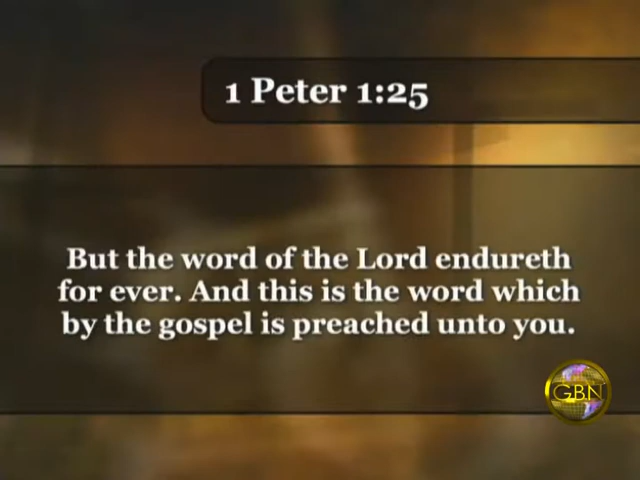 1 Peter 1:25
But the word of the Lord endureth
for ever. And this is the word which
by the gospel is preached unto you.
GBN